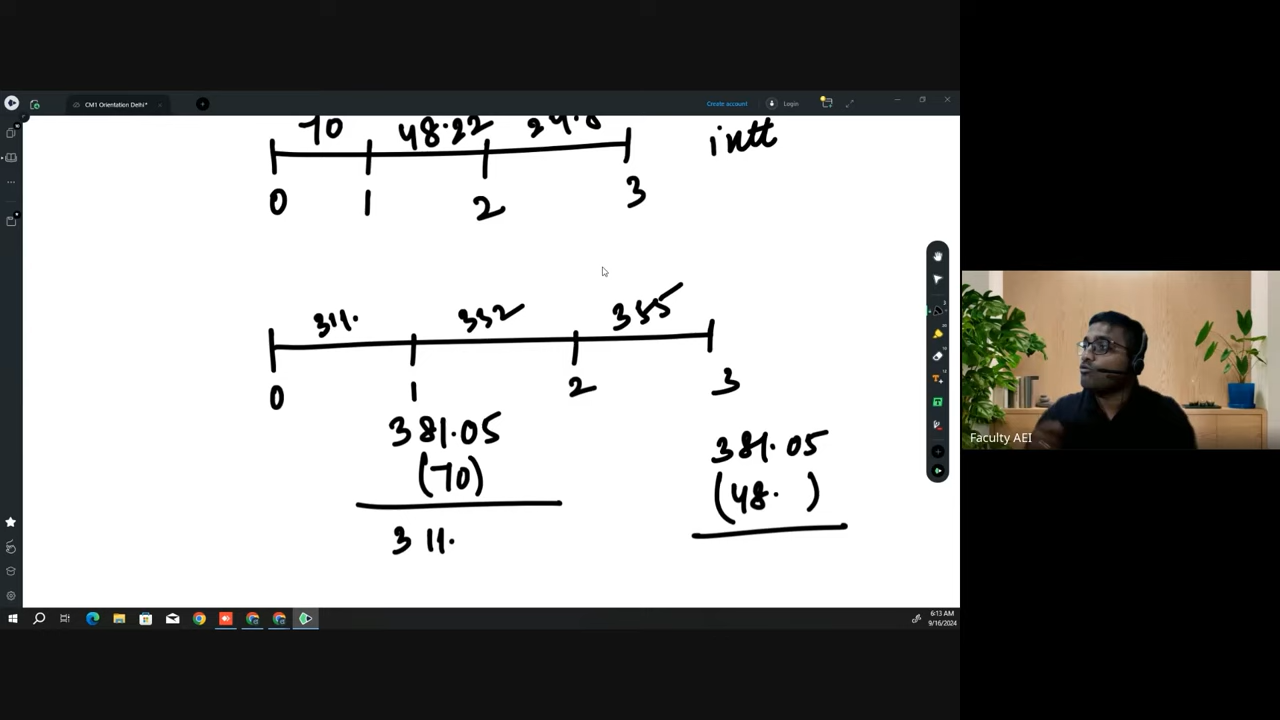 CM1 Orientation Delhi*
Create account
Login
70 48.22 24.8
intt
0 1 2 3
311. 332 355
0 1 2 3
381.05
(70)
311.
381.05
(48. )
Faculty AEI
6:13 AM
9/16/2024